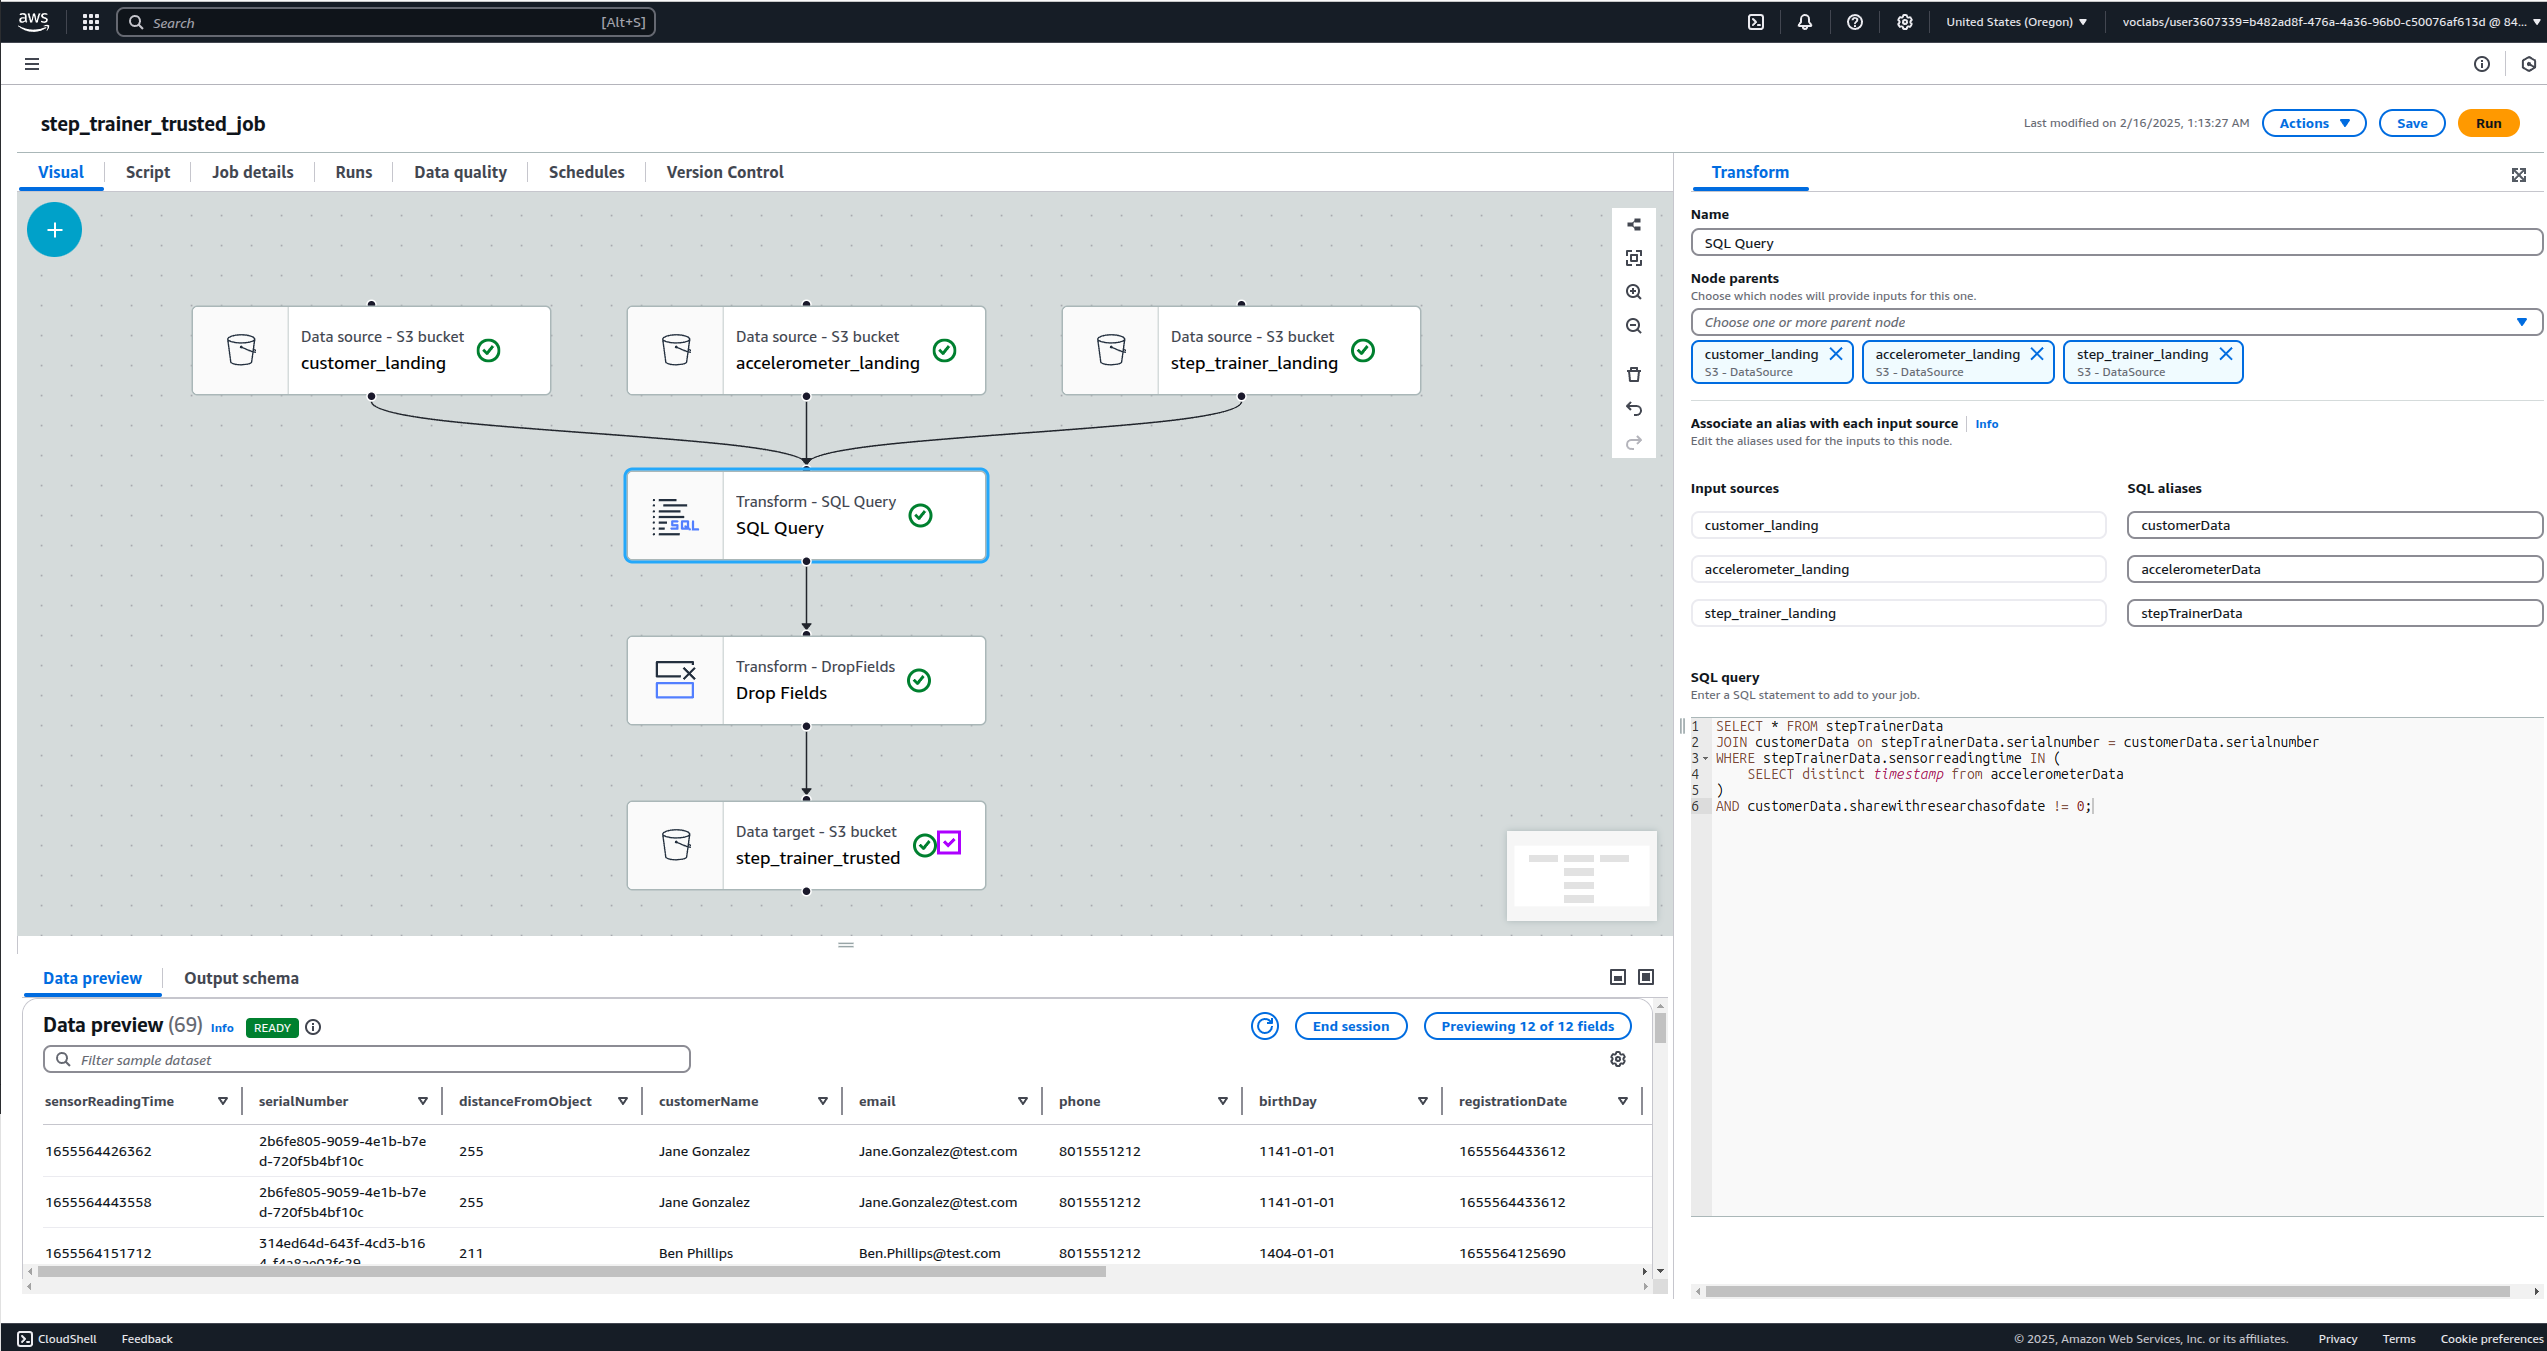 aws
Search [Alt+S]
United States (Oregon)
voclabs/user3607339=b482ad8f-476a-4a36-96b0-c50076af613d @ 84...
step_trainer_trusted_job
Last modified on 2/16/2025, 1:13:27 AM
Actions
Save
Run
Visual
Script
Job details
Runs
Data quality
Schedules
Version Control
Data source - S3 bucket
customer_landing
Data source - S3 bucket
accelerometer_landing
Data source - S3 bucket
step_trainer_landing
SQL
Transform - SQL Query
SQL Query
Transform - DropFields
Drop Fields
Data target - S3 bucket
step_trainer_trusted
Transform
Name
SQL Query
Node parents
Choose which nodes will provide inputs for this one.
Choose one or more parent node
customer_landing
S3 - DataSource
accelerometer_landing
S3 - DataSource
step_trainer_landing
S3 - DataSource
Associate an alias with each input source
Info
Edit the aliases used for the inputs to this node.
Input sources
SQL aliases
customer_landing
customerData
accelerometer_landing
accelerometerData
step_trainer_landing
stepTrainerData
SQL query
Enter a SQL statement to add to your job.
1 SELECT * FROM stepTrainerData
2 JOIN customerData on stepTrainerData.serialnumber = customerData.serialnumber
3 WHERE stepTrainerData.sensorreadingtime IN (
4 SELECT distinct timestamp from accelerometerData
5 )
6 AND customerData.sharewithresearchasofdate != 0;
Data preview
Output schema
Data preview (69) Info READY
End session
Previewing 12 of 12 fields
Filter sample dataset
sensorReadingTime serialNumber distanceFromObject customerName email phone birthDay registrationDate
1655564426362 2b6fe805-9059-4e1b-b7e 255 Jane Gonzalez Jane.Gonzalez@test.com 8015551212 1141-01-01 1655564433612
d-720f5b4bf10c
1655564443558 2b6fe805-9059-4e1b-b7e 255 Jane Gonzalez Jane.Gonzalez@test.com 8015551212 1141-01-01 1655564433612
d-720f5b4bf10c
1655564151712 314ed64d-643f-4cd3-b16 211 Ben Phillips Ben.Phillips@test.com 8015551212 1404-01-01 1655564125690
4-f4a8ae02fc29
CloudShell
Feedback
© 2025, Amazon Web Services, Inc. or its affiliates.
Privacy
Terms
Cookie preferences